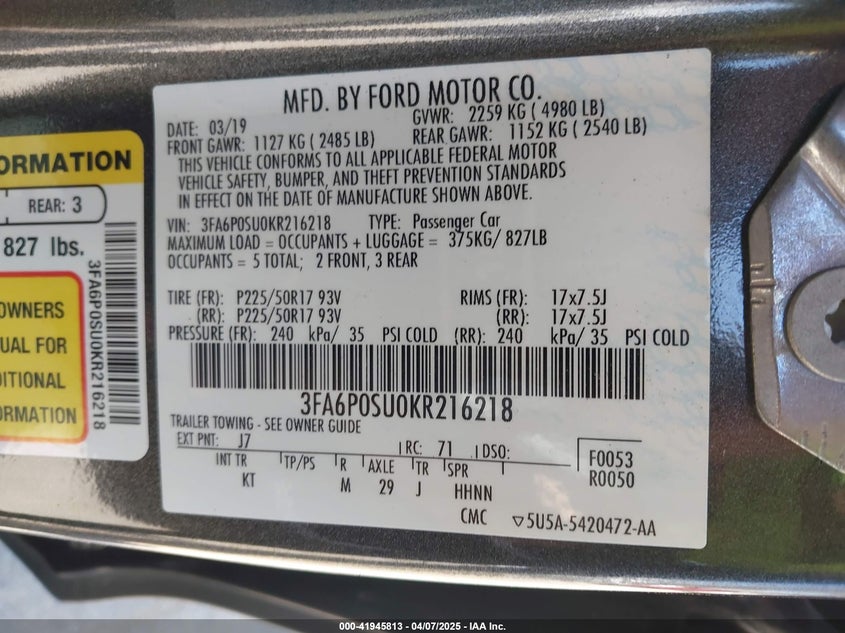 MFD. BY FORD MOTOR CO.
DATE: 03/19
GVWR: 2259 KG ( 4980 LB)
FRONT GAWR: 1127 KG ( 2485 LB)
REAR GAWR: 1152 KG ( 2540 LB)
THIS VEHICLE CONFORMS TO ALL APPLICABLE FEDERAL MOTOR
VEHICLE SAFETY, BUMPER, AND THEFT PREVENTION STANDARDS
IN EFFECT ON THE DATE OF MANUFACTURE SHOWN ABOVE.
VIN: 3FA6P0SU0KR216218 TYPE: Passenger Car
MAXIMUM LOAD = OCCUPANTS + LUGGAGE = 375KG/ 827LB
OCCUPANTS = 5 TOTAL; 2 FRONT, 3 REAR
TIRE (FR): P225/50R17 93V RIMS (FR): 17x7.5J
(RR): P225/50R17 93V (RR): 17x7.5J
PRESSURE (FR): 240 kPa/ 35 PSI COLD (RR): 240 kPa/ 35 PSI COLD
3FA6P0SU0KR216218
TRAILER TOWING - SEE OWNER GUIDE
EXT PNT: J7 RC: 71 DSO:
F0053
R0050
INT TR TP/PS R AXLE TR SPR
KT M 29 J HHNN
CMC ▽5U5A-5420472-AA
ORMATION
REAR: 3
827 lbs.
3FA6P0SU0KR216218
OWNERS
UAL FOR
DITIONAL
ORMATION
000-41945813 - 04/07/2025 - IAA Inc.